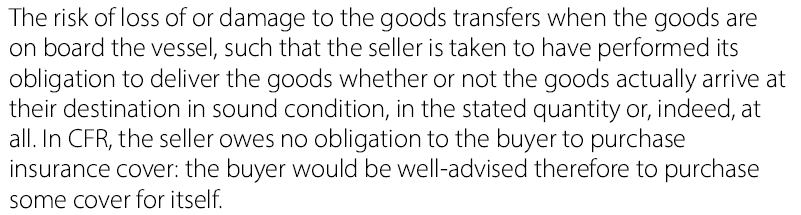 The risk of loss of or damage to the goods transfers when the goods are
on board the vessel, such that the seller is taken to have performed its
obligation to deliver the goods whether or not the goods actually arrive at
their destination in sound condition, in the stated quantity or, indeed, at
all. In CFR, the seller owes no obligation to the buyer to purchase
insurance cover: the buyer would be well-advised therefore to purchase
some cover for itself.